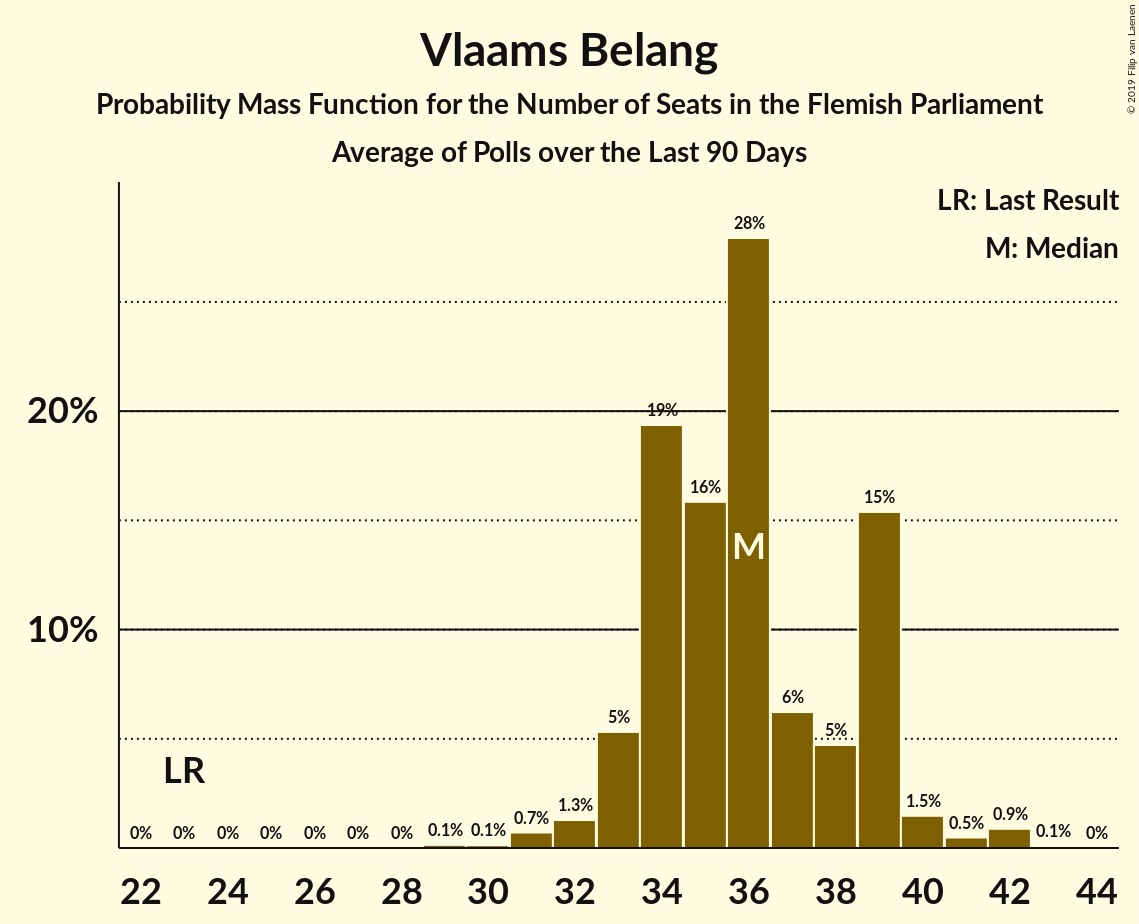 Vlaams Belang
Probability Mass Function for the Number of Seats in the Flemish Parliament
Average of Polls over the Last 90 Days
© 2019 Filip van Laenen
LR: Last Result
M: Median
28%
20%
19%
16%
15%
M
10%
6%
5%
5%
LR
1.5%
1.3%
0.9%
0.7%
0.5%
0% 0% 0% 0% 0% 0% 0% 0.1% 0.1% 0.1% 0%
22 24 26 28 30 32 34 36 38 40 42 44